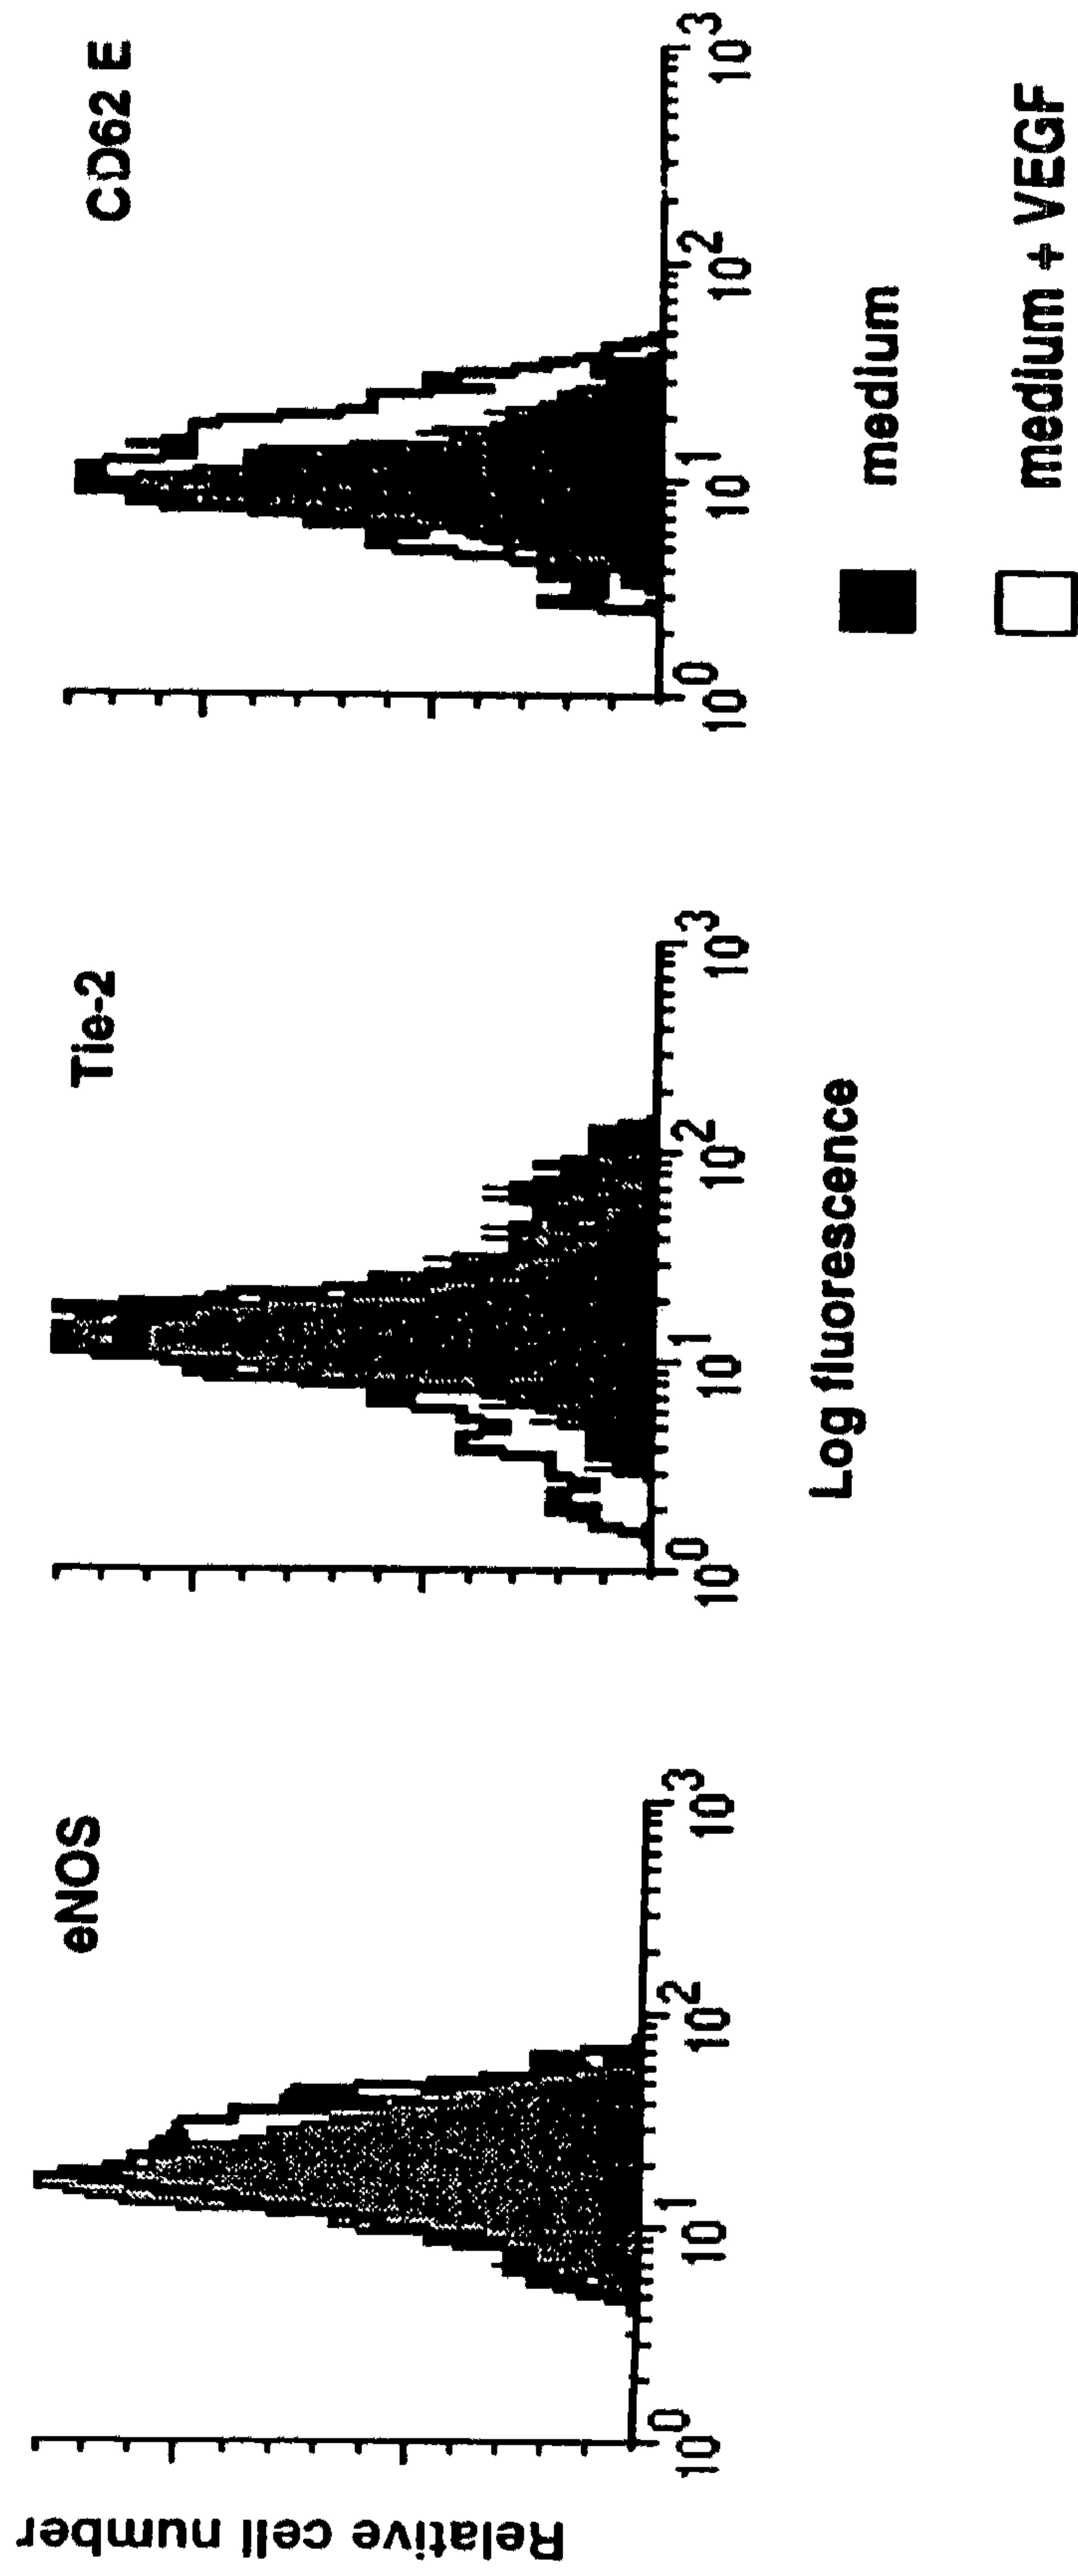 eNOS
Tie-2
CD62 E
Relative cell number
10^0 10^1 10^2 10^3
10^0 10^1 10^2 10^3
10^0 10^1 10^2 10^3
Log fluorescence
medium
medium + VEGF